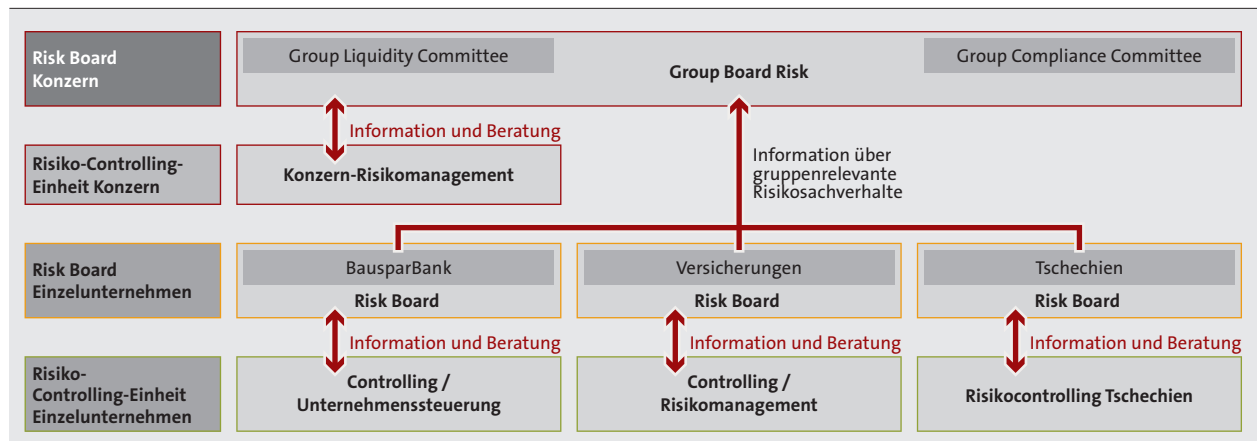 Risk Board
Konzern
Group Liquidity Committee
Group Board Risk
Group Compliance Committee
Information und Beratung
Risiko-Controlling-
Einheit Konzern
Konzern-Risikomanagement
Information über
gruppenrelevante
Risikosachverhalte
Risk Board
Einzelunternehmen
BausparBank
Risk Board
Versicherungen
Risk Board
Tschechien
Risk Board
Information und Beratung
Information und Beratung
Information und Beratung
Risiko-
Controlling-Einheit
Einzelunternehmen
Controlling /
Unternehmenssteuerung
Controlling /
Risikomanagement
Risikocontrolling Tschechien